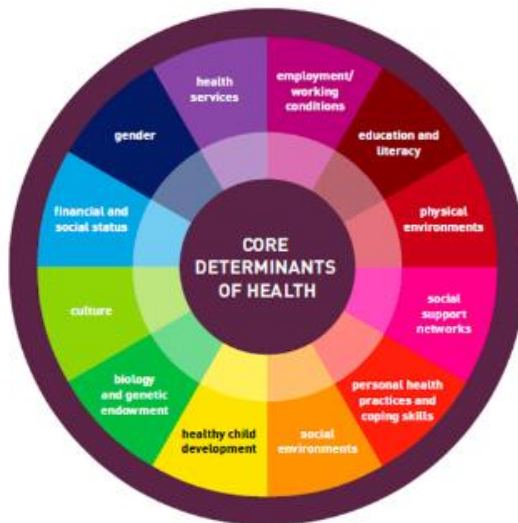 CORE
DETERMINANTS
OF HEALTH
employment/
working
conditions
education and
literacy
physical
environments
social
support
networks
personal health
practices and
coping skills
social
environments
healthy child
development
biology
and genetic
endowment
culture
financial and
social status
gender
health
services